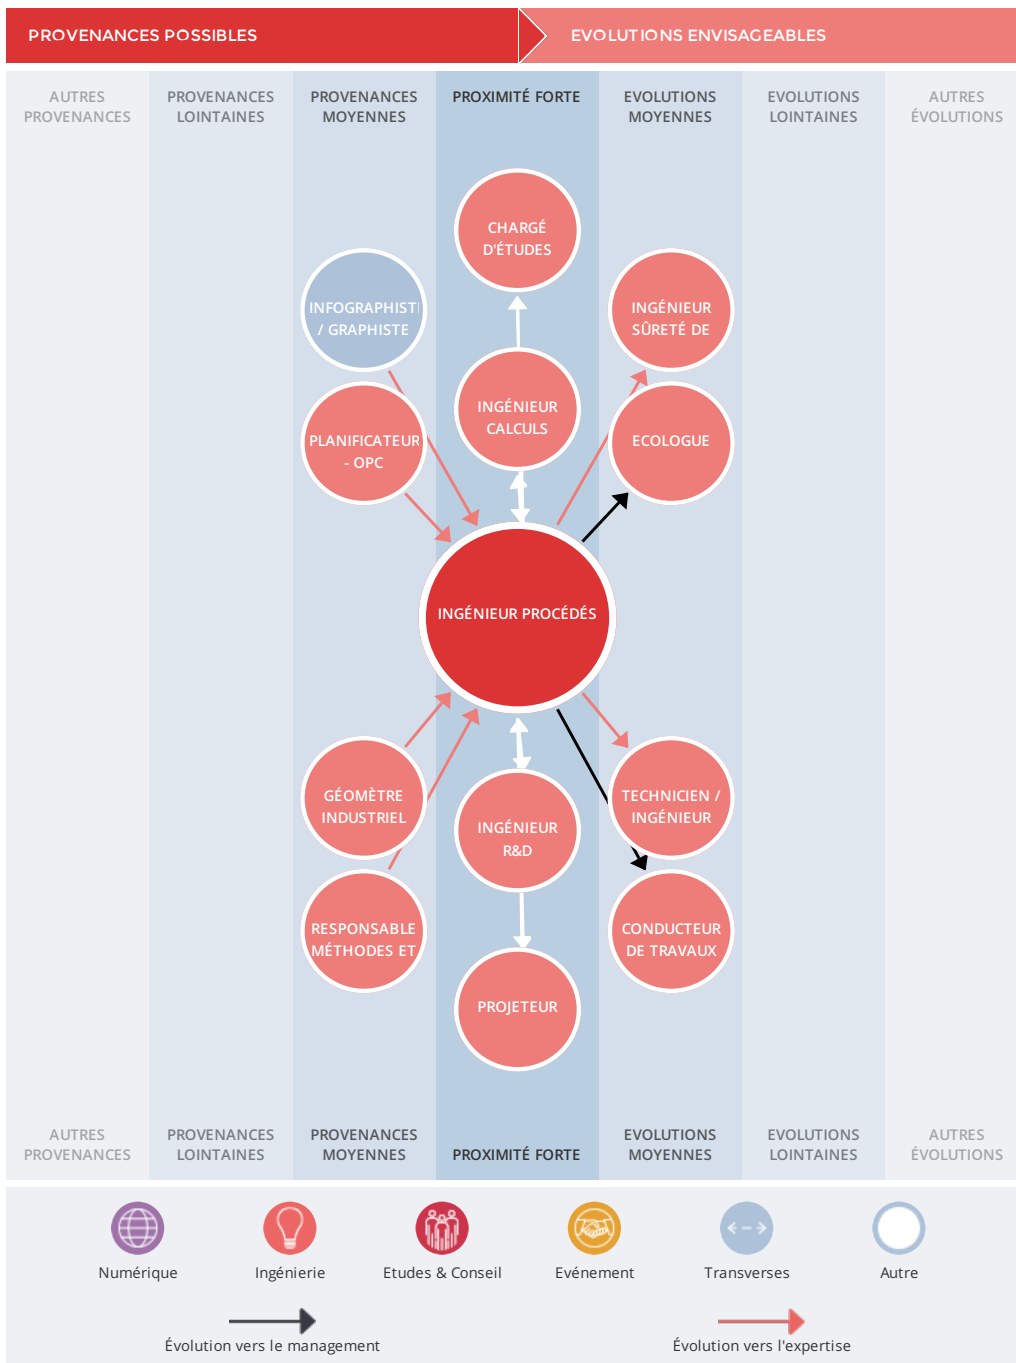 PROVENANCES POSSIBLES
EVOLUTIONS ENVISAGEABLES
AUTRES
PROVENANCES
PROVENANCES
LOINTAINES
PROVENANCES
MOYENNES
PROXIMITÉ FORTE
EVOLUTIONS
MOYENNES
EVOLUTIONS
LOINTAINES
AUTRES
ÉVOLUTIONS
CHARGÉ
D'ÉTUDES
INFOGRAPHIST
/ GRAPHISTE
INGÉNIEUR
SÛRETÉ DE
INGÉNIEUR
CALCULS
PLANIFICATEUR
- OPC
ECOLOGUE
INGÉNIEUR PROCÉDÉS
GÉOMÈTRE
INDUSTRIEL
TECHNICIEN /
INGÉNIEUR
INGÉNIEUR
R&D
RESPONSABLE
MÉTHODES ET
CONDUCTEUR
DE TRAVAUX
PROJETEUR
AUTRES
PROVENANCES
PROVENANCES
LOINTAINES
PROVENANCES
MOYENNES
PROXIMITÉ FORTE
EVOLUTIONS
MOYENNES
EVOLUTIONS
LOINTAINES
AUTRES
ÉVOLUTIONS
Numérique
Ingénierie
Etudes & Conseil
Evénement
Transverses
Autre
Évolution vers le management
Évolution vers l'expertise